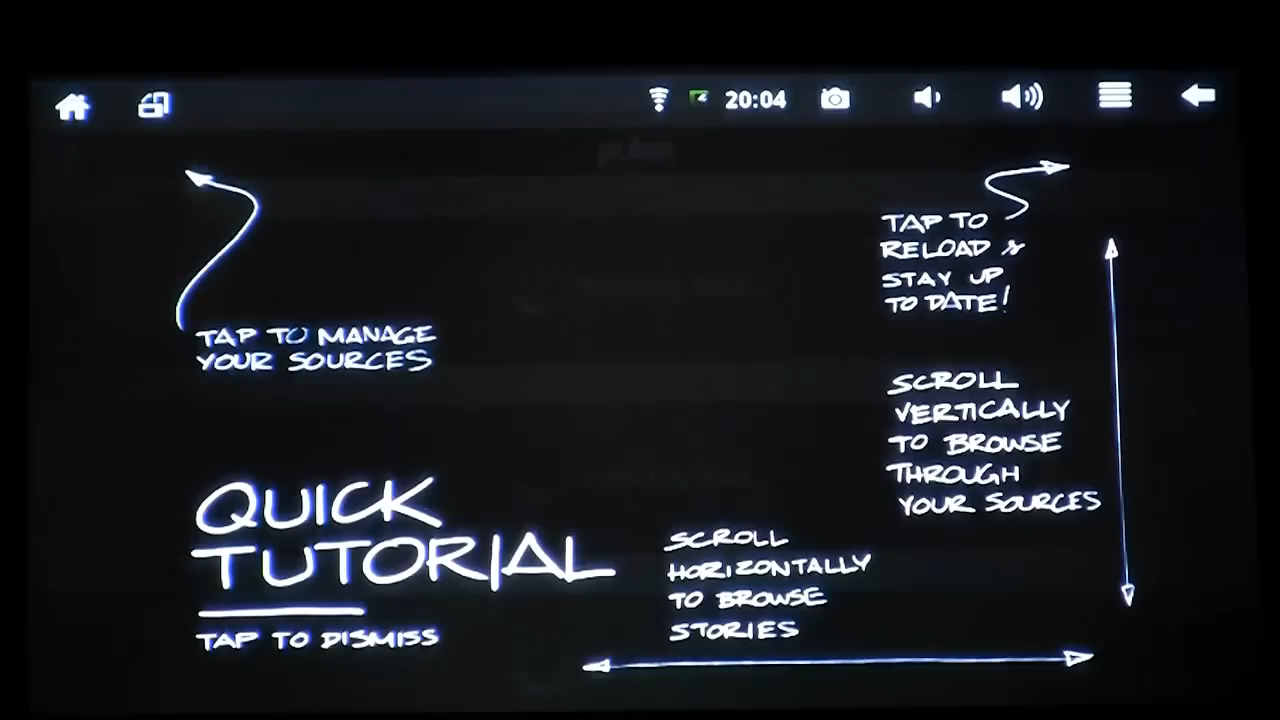 20:04
TAP TO
RELOAD &
STAY UP
TO DATE!
TAP TO MANAGE
YOUR SOURCES
SCROLL
VERTICALLY
TO BROWSE
THROUGH
YOUR SOURCES
QUICK
TUTORIAL
TAP TO DISMISS
SCROLL
HORIZONTALLY
TO BROWSE
STORIES